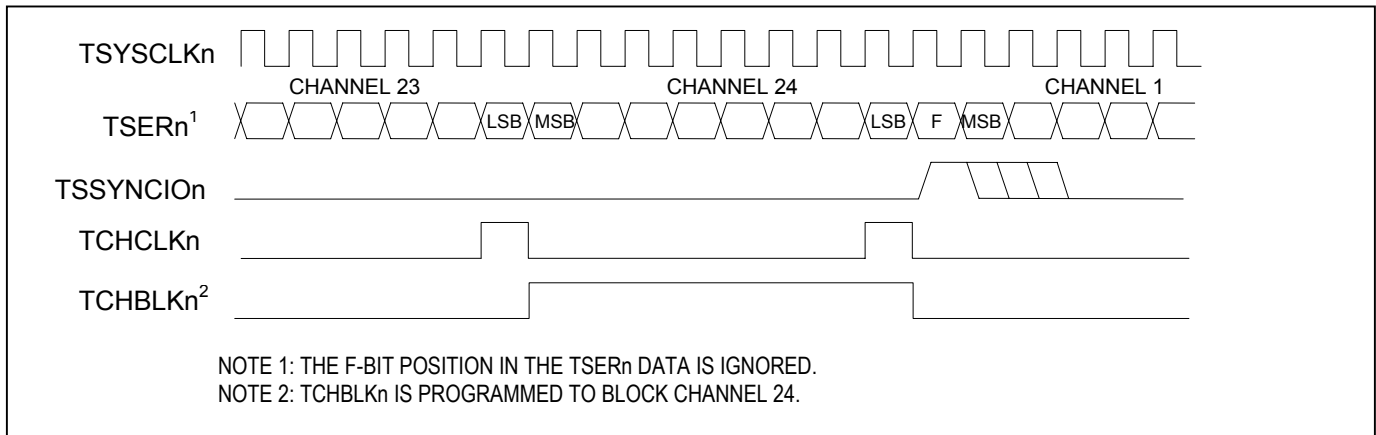 TSYSCLKn
CHANNEL 23 CHANNEL 24 CHANNEL 1
TSERn¹ LSB MSB LSB F MSB
TSSYNCIOn
TCHCLKn
TCHBLKn²
NOTE 1: THE F-BIT POSITION IN THE TSERn DATA IS IGNORED.
NOTE 2: TCHBLKn IS PROGRAMMED TO BLOCK CHANNEL 24.